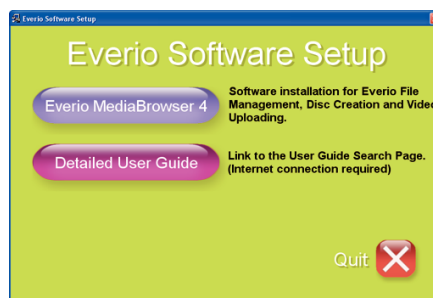 Everio Software Setup
Everio Software Setup
Everio MediaBrowser 4
Software installation for Everio File
Management, Disc Creation and Video
Uploading.
Detailed User Guide
Link to the User Guide Search Page.
(Internet connection required)
Quit